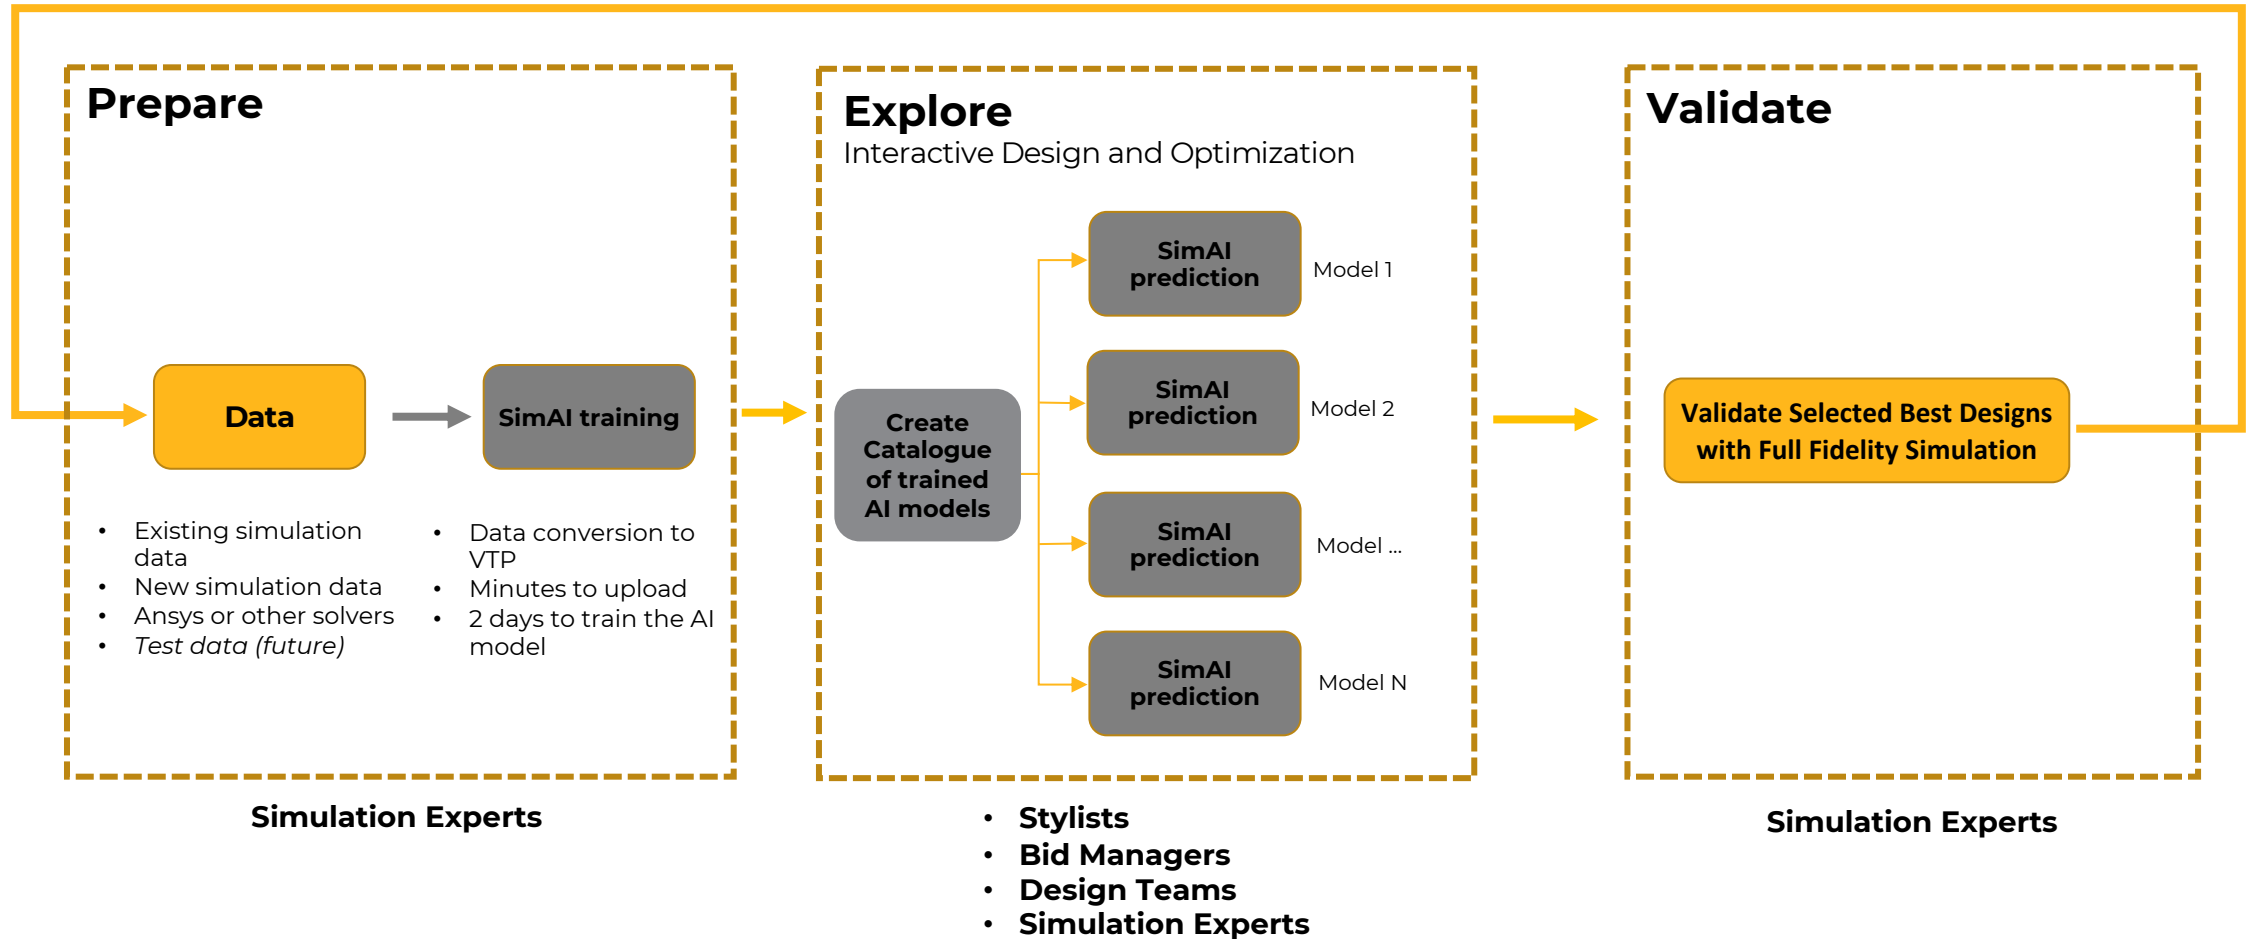 Prepare
Data
SimAI training
• Existing simulation
data
• New simulation data
• Ansys or other solvers
• Test data (future)
• Data conversion to
VTP
• Minutes to upload
• 2 days to train the AI
model
Simulation Experts
Explore
Interactive Design and Optimization
Create
Catalogue
of trained
AI models
SimAI
prediction
Model 1
SimAI
prediction
Model 2
SimAI
prediction
Model ...
SimAI
prediction
Model N
• Stylists
• Bid Managers
• Design Teams
• Simulation Experts
Validate
Validate Selected Best Designs
with Full Fidelity Simulation
Simulation Experts